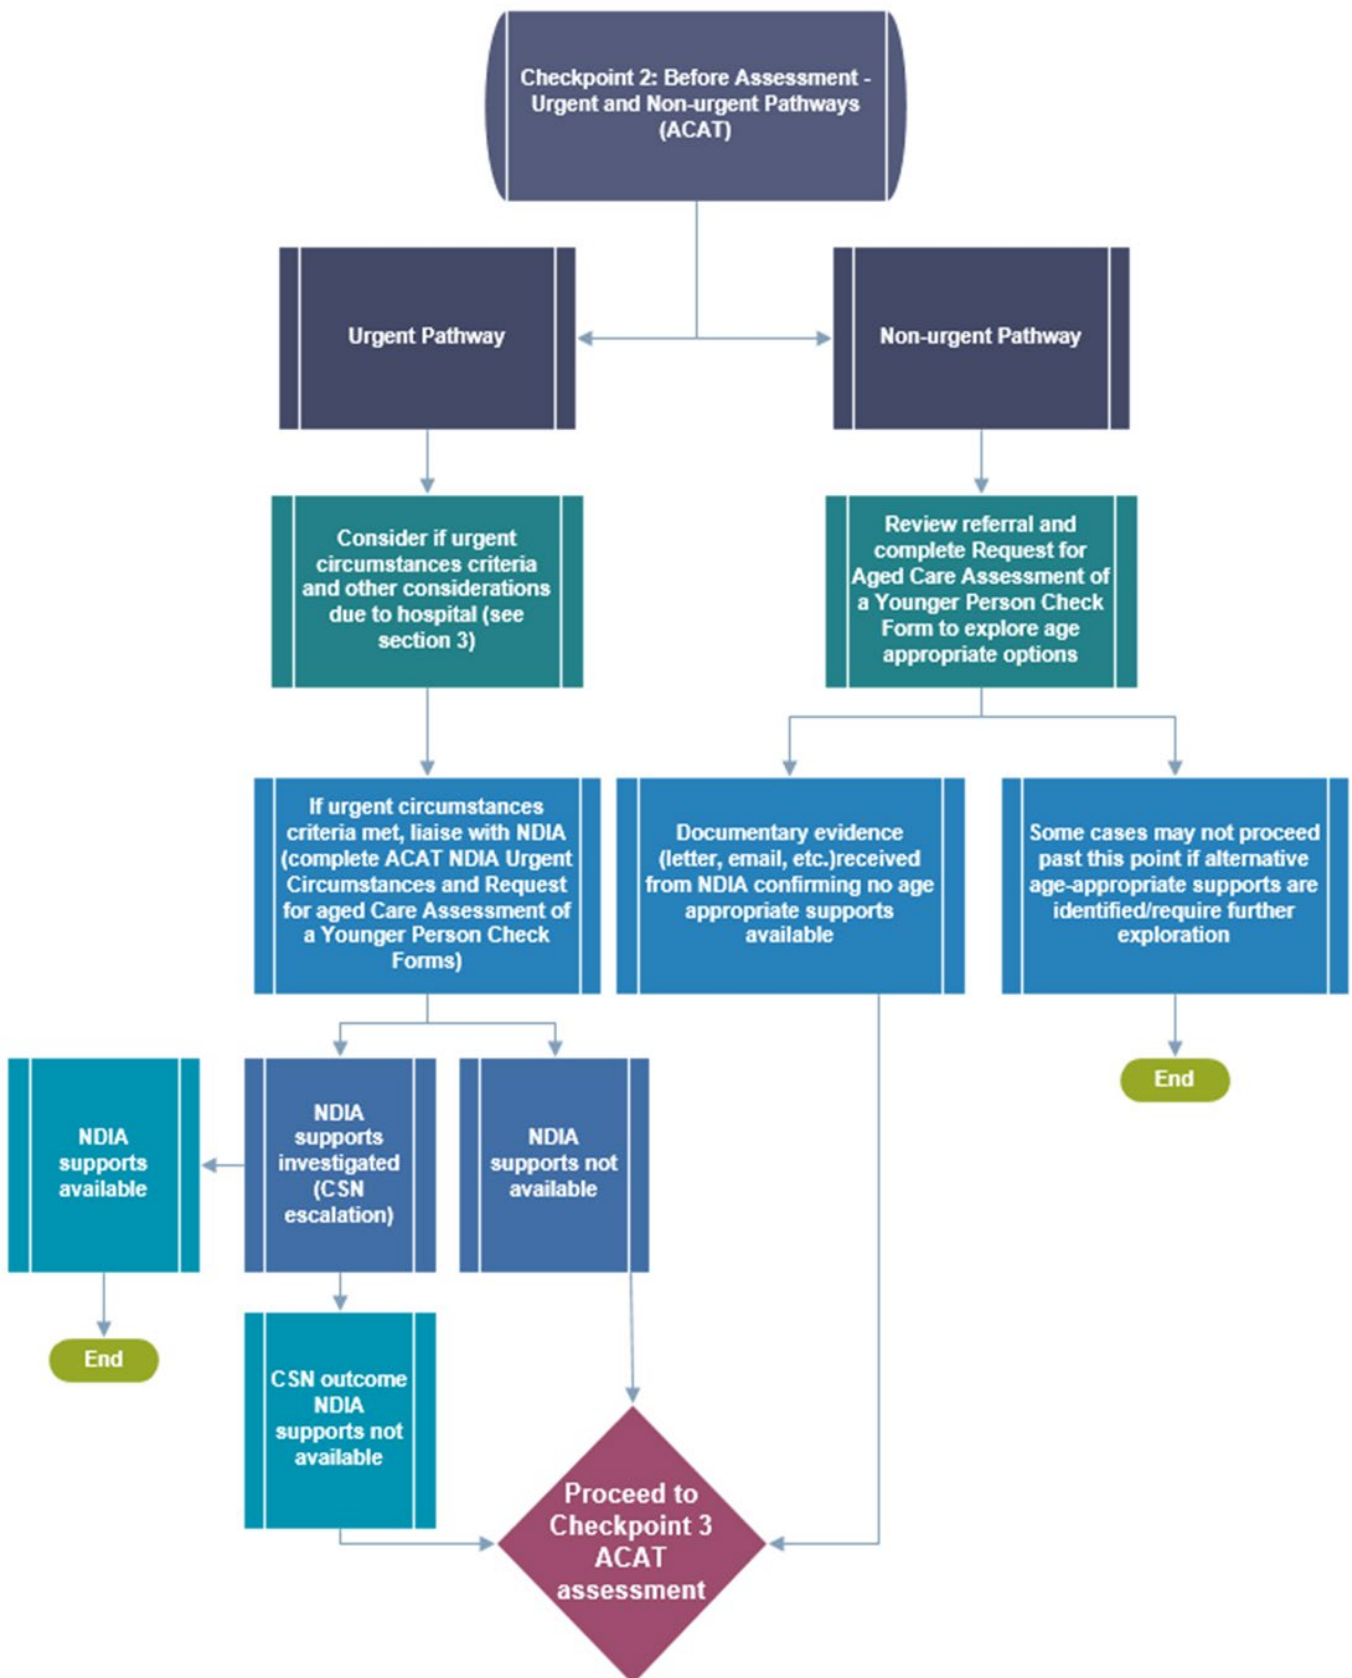 Checkpoint 2: Before Assessment -
Urgent and Non-urgent Pathways
(ACAT)
Urgent Pathway
Non-urgent Pathway
Consider if urgent
circumstances criteria
and other considerations
due to hospital (see
section 3)
Review referral and
complete Request for
Aged Care Assessment of
a Younger Person Check
Form to explore age
appropriate options
If urgent circumstances
criteria met, liaise with NDIA
(complete ACAT NDIA Urgent
Circumstances and Request
for aged Care Assessment of
a Younger Person Check
Forms)
Documentary evidence
(letter, email, etc.)received
from NDIA confirming no age
appropriate supports
available
Some cases may not proceed
past this point if alternative
age-appropriate supports are
identified/require further
exploration
NDIA
supports
available
NDIA
supports
investigated
(CSN
escalation)
NDIA
supports not
available
End
End
CSN outcome
NDIA
supports not
available
Proceed to
Checkpoint 3
ACAT
assessment